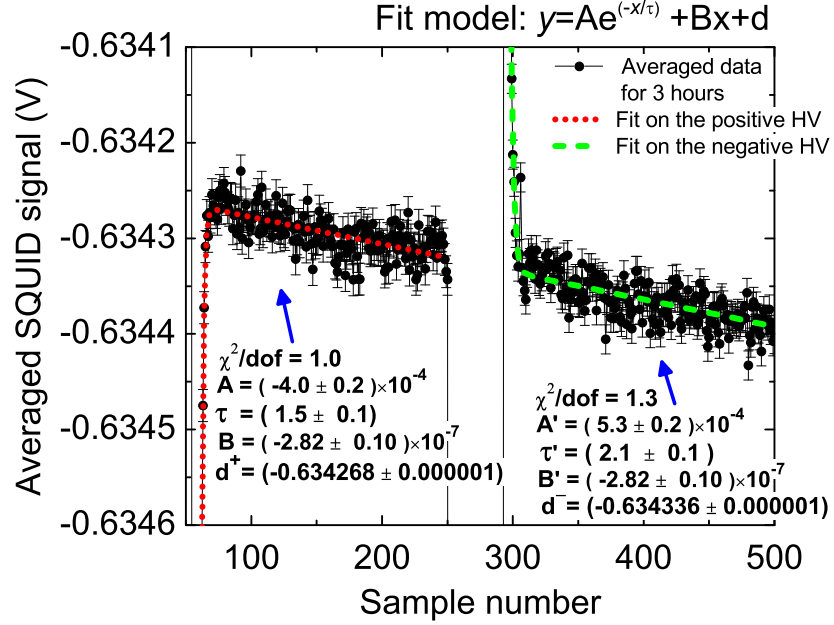 Fit model: y=Ae^(-x/τ) +Bx+d
Averaged SQUID signal (V)
-0.6341
-0.6342
-0.6343
-0.6344
-0.6345
-0.6346
Averaged data
for 3 hours
Fit on the positive HV
Fit on the negative HV
χ²/dof = 1.0
A = ( -4.0 ± 0.2 )×10⁻⁴
τ = ( 1.5 ± 0.1)
B = ( -2.82 ± 0.10 )×10⁻⁷
d⁺= (-0.634268 ± 0.000001)
χ²/dof = 1.3
A' = ( 5.3 ± 0.2 )×10⁻⁴
τ' = ( 2.1 ± 0.1 )
B' = ( -2.82 ± 0.10 )×10⁻⁷
d⁻= (-0.634336 ± 0.000001)
100 200 300 400 500
Sample number